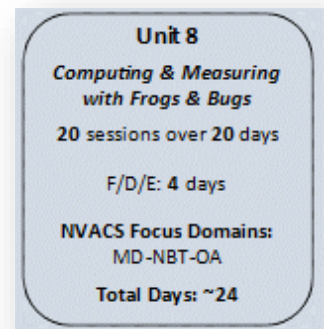 Unit 8
Computing & Measuring
with Frogs & Bugs
20 sessions over 20 days
F/D/E: 4 days
NVACS Focus Domains:
MD-NBT-OA
Total Days: ~24